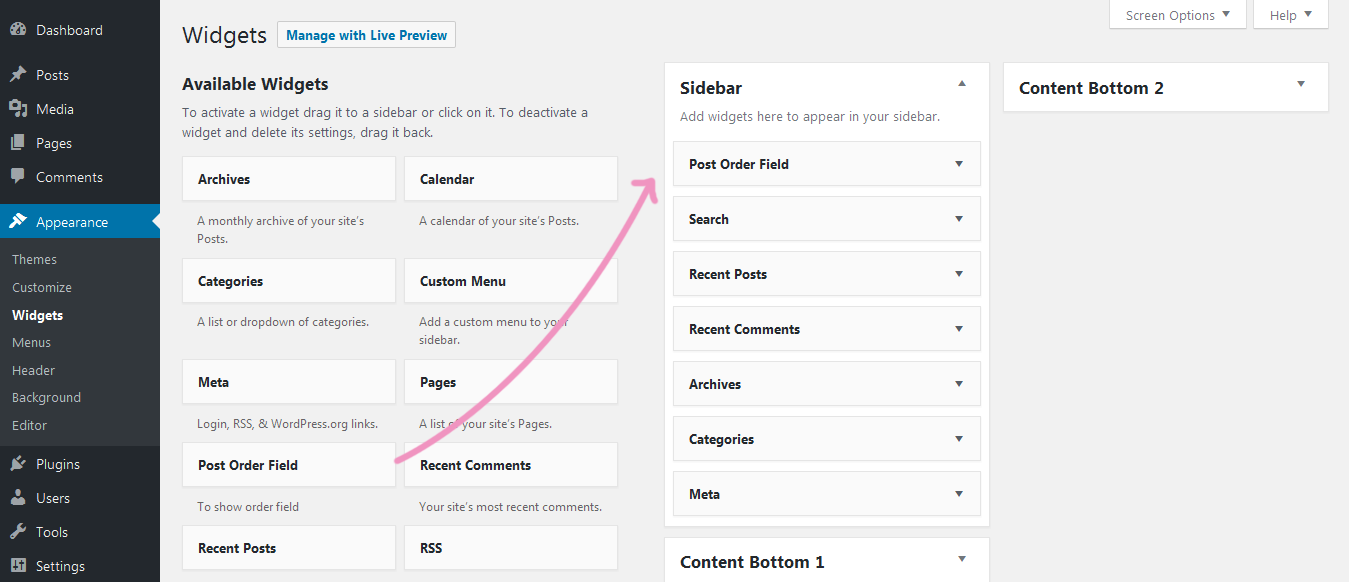 Dashboard
Posts
Media
Pages
Comments
Appearance
Themes
Customize
Widgets
Menus
Header
Background
Editor
Plugins
Users
Tools
Settings
Screen Options
Help
Widgets
Manage with Live Preview
Available Widgets
To activate a widget drag it to a sidebar or click on it. To deactivate a
widget and delete its settings, drag it back.
Archives
A monthly archive of your site's
Posts.
Calendar
A calendar of your site's Posts.
Categories
A list or dropdown of categories.
Custom Menu
Add a custom menu to your
sidebar.
Meta
Login, RSS, & WordPress.org links.
Pages
A list of your site's Pages.
Post Order Field
To show order field
Recent Comments
Your site's most recent comments.
Recent Posts
RSS
Sidebar
Add widgets here to appear in your sidebar.
Post Order Field
Search
Recent Posts
Recent Comments
Archives
Categories
Meta
Content Bottom 1
Content Bottom 2